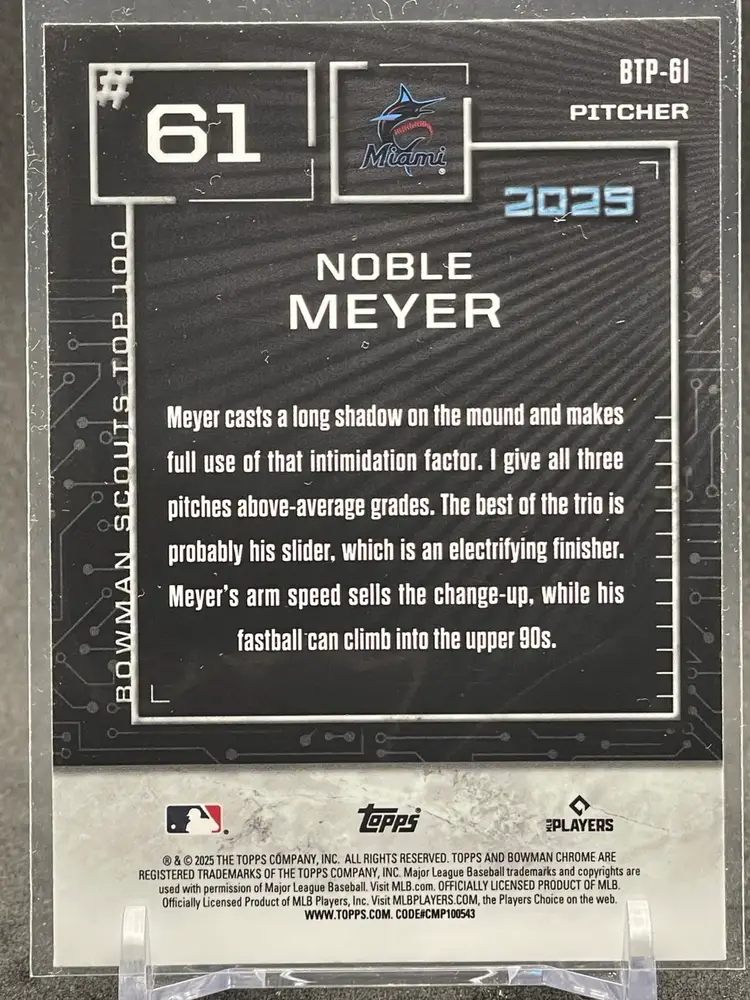 #61
Miami
BTP-61
PITCHER
2025
BOWMAN SCOUTS TOP 100
NOBLE
MEYER
Meyer casts a long shadow on the mound and makes
full use of that intimidation factor. I give all three
pitches above-average grades. The best of the trio is
probably his slider, which is an electrifying finisher.
Meyer's arm speed sells the change-up, while his
fastball can climb into the upper 90s.
topps
MLB PLAYERS
® & © 2025 THE TOPPS COMPANY, INC. ALL RIGHTS RESERVED. TOPPS AND BOWMAN CHROME ARE
REGISTERED TRADEMARKS OF THE TOPPS COMPANY, INC. Major League Baseball trademarks and copyrights are
used with permission of Major League Baseball. Visit MLB.com. OFFICIALLY LICENSED PRODUCT OF MLB.
Officially Licensed Product of MLB Players, Inc. Visit MLBPLAYERS.COM, the Players Choice on the web.
WWW.TOPPS.COM. CODE#CMP100543